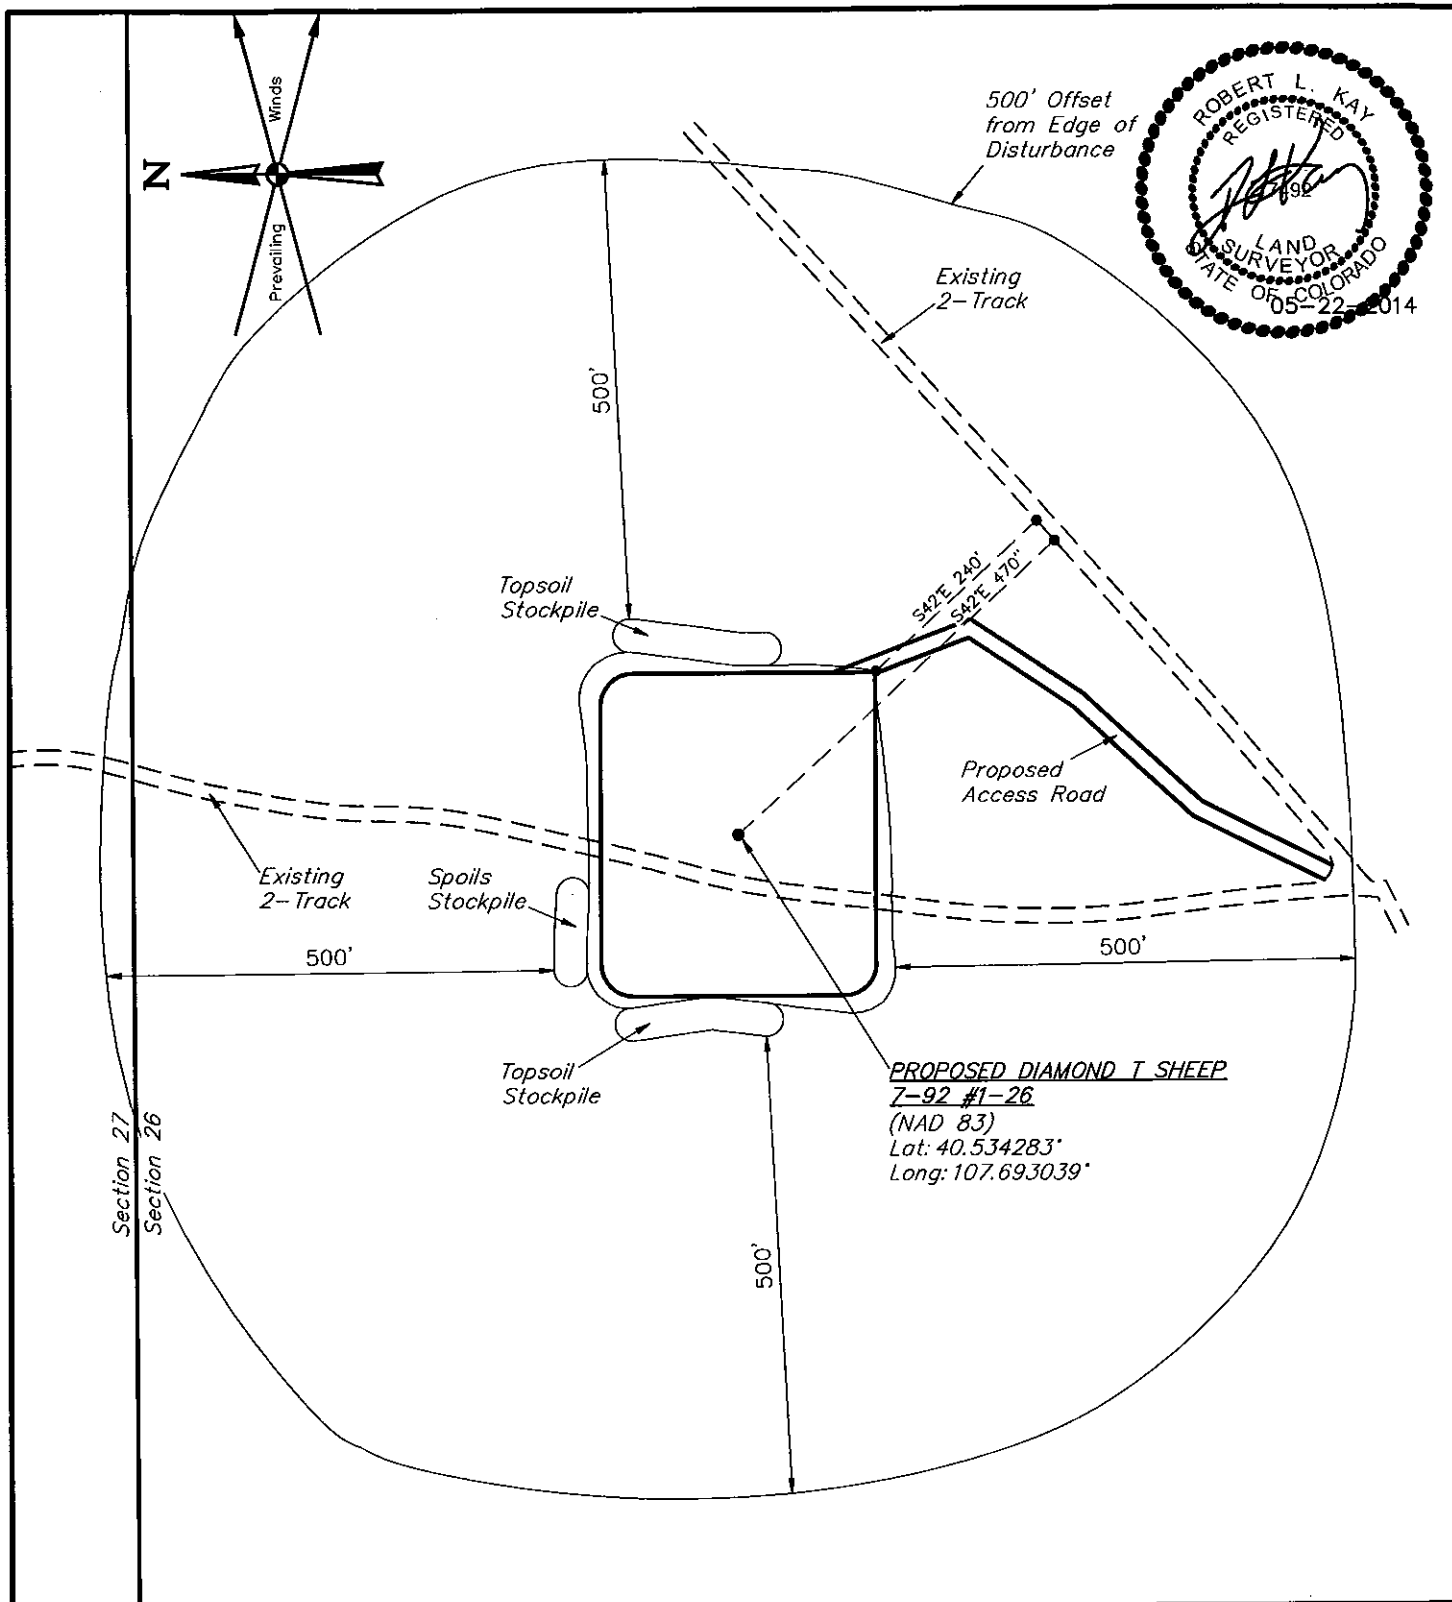 Winds
N
Prevailing
500' Offset
from Edge of
Disturbance
ROBERT L. KAY
REGISTERED
LAND
SURVEYOR
STATE OF COLORADO
05-22-2014
Existing
2-Track
500'
Topsoil
Stockpile
S42°E 240'
S42°E 470"
Proposed
Access Road
Existing
2-Track
Spoils
Stockpile
500'
500'
Topsoil
Stockpile
PROPOSED DIAMOND T SHEEP
7-92 #1-26
(NAD 83)
Lat: 40.534283°
Long: 107.693039°
Section 27
Section 26
500'